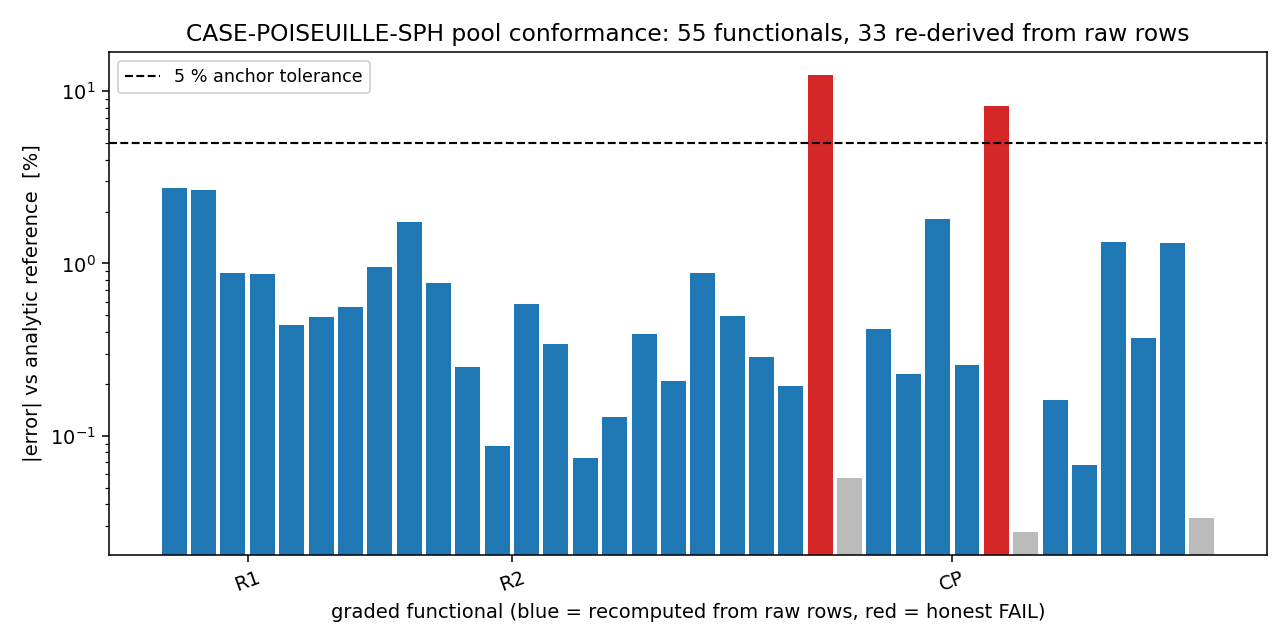 CASE-POISEUILLE-SPH pool conformance: 55 functionals, 33 re-derived from raw rows
5 % anchor tolerance
|error| vs analytic reference [%]
10¹
10⁰
10⁻¹
R1
R2
CP
graded functional (blue = recomputed from raw rows, red = honest FAIL)